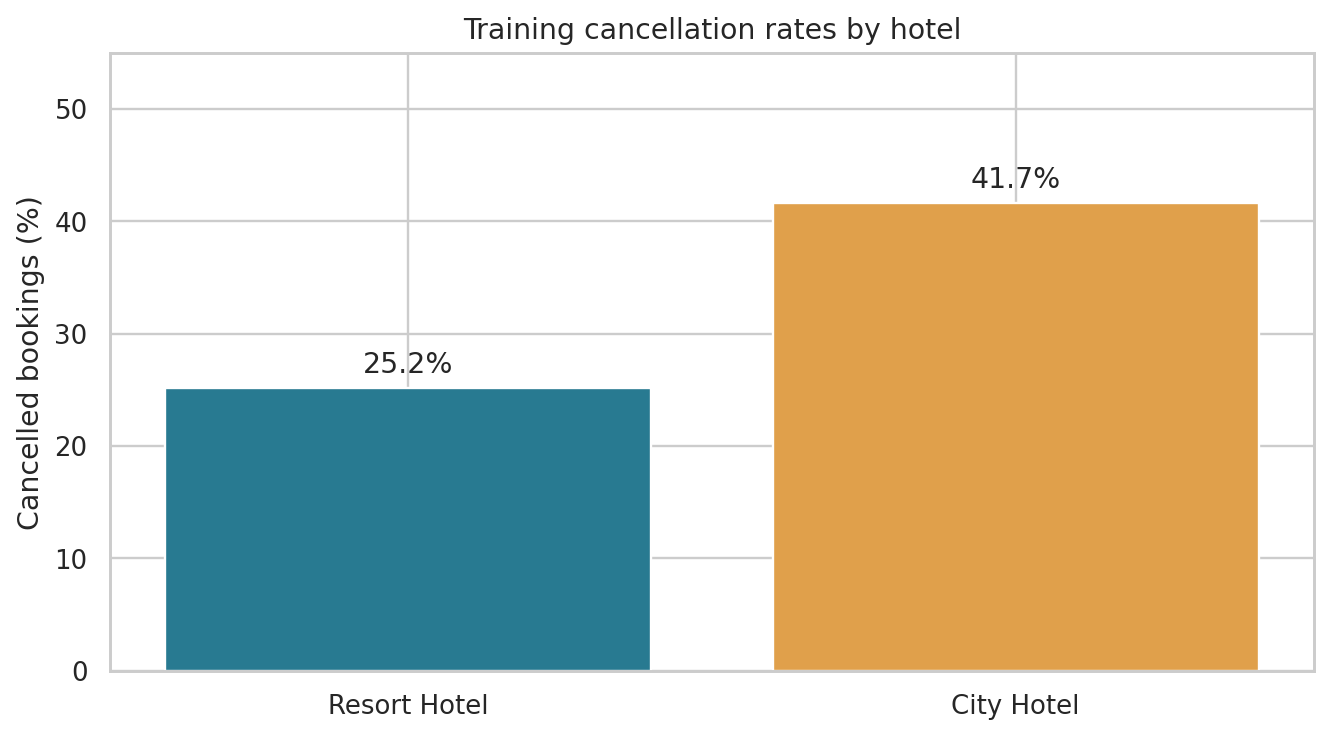 Training cancellation rates by hotel
Cancelled bookings (%)
50
40
30
20
10
0
25.2%
41.7%
Resort Hotel
City Hotel